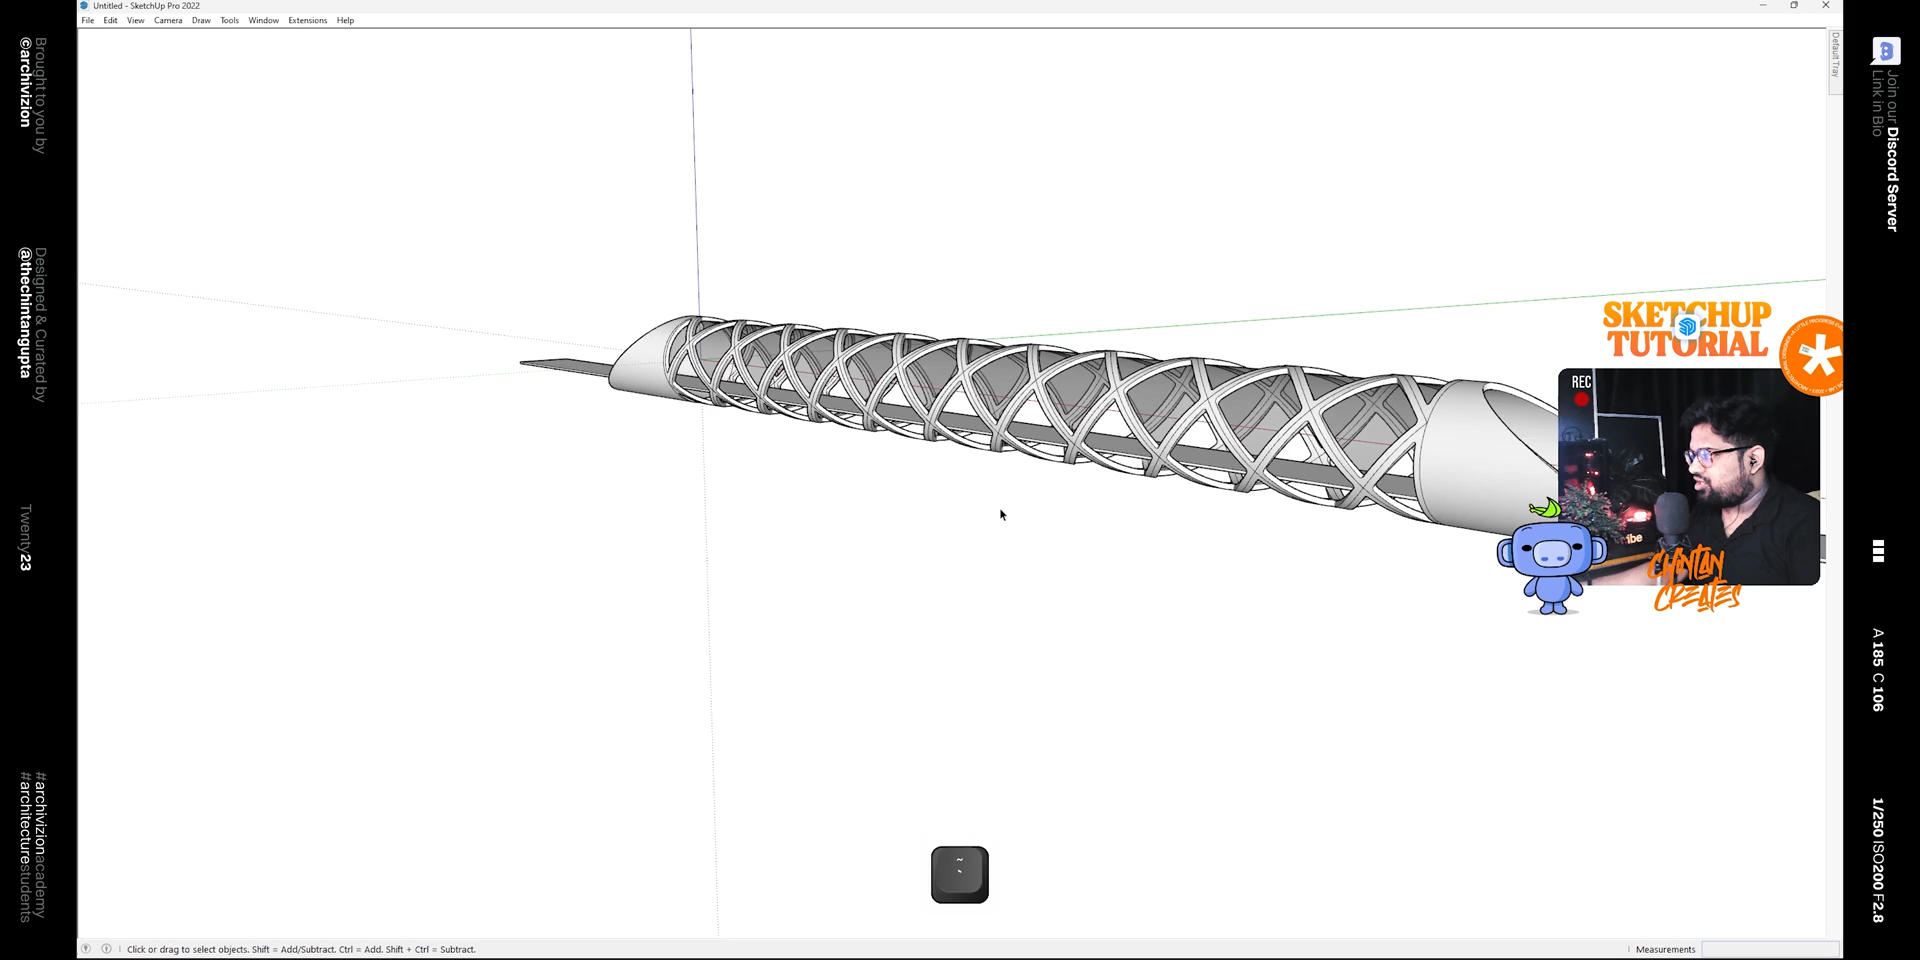 Untitled - SketchUp Pro 2022
File Edit View Camera Draw Tools Window Extensions Help
Default Tray
Brought to you by
©archivizion
Designed & Curated by
@thechintangupta
Twenty23
#archivizionacademy
#architecturestudents
Join our Discord Server
Link in Bio
A 185 C 106
1/250 ISO200 F2.8
SKETCHUP
TUTORIAL
REC
ibe
CHINTAN
CREATES
~
`
Click or drag to select objects. Shift = Add/Subtract. Ctrl = Add. Shift + Ctrl = Subtract.
Measurements